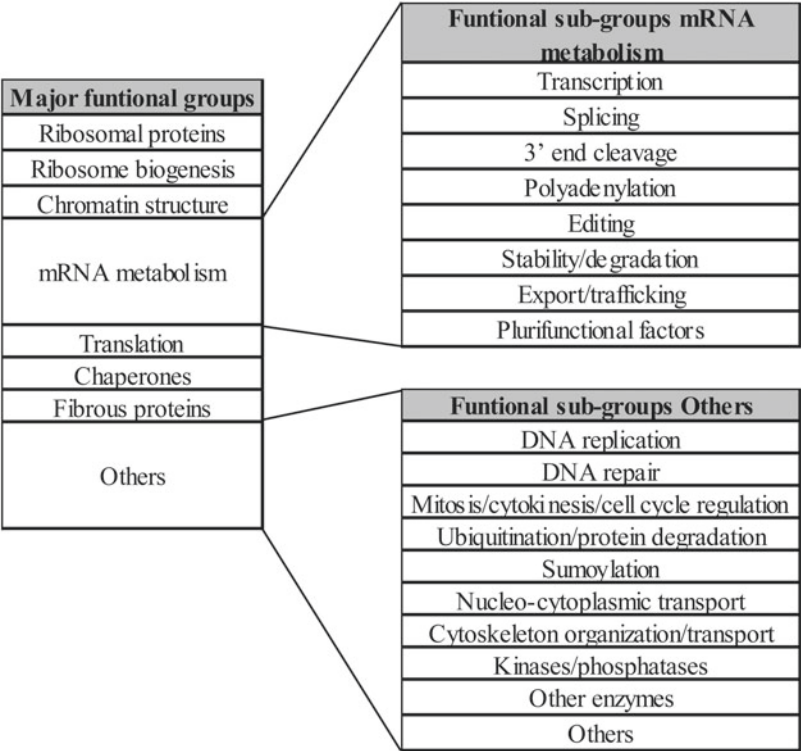 Major funtional groups
Ribosomal proteins
Ribosome biogenesis
Chromatin structure
mRNA metabolism
Translation
Chaperones
Fibrous proteins
Others
Funtional sub-groups mRNA
metabolism
Transcription
Splicing
3’ end cleavage
Polyadenylation
Editing
Stability/degradation
Export/trafficking
Plurifunctional factors
Funtional sub-groups Others
DNA replication
DNA repair
Mitosis/cytokinesis/cell cycle regulation
Ubiquitination/protein degradation
Sumoylation
Nucleo-cytoplasmic transport
Cytoskeleton organization/transport
Kinases/phosphatases
Other enzymes
Others